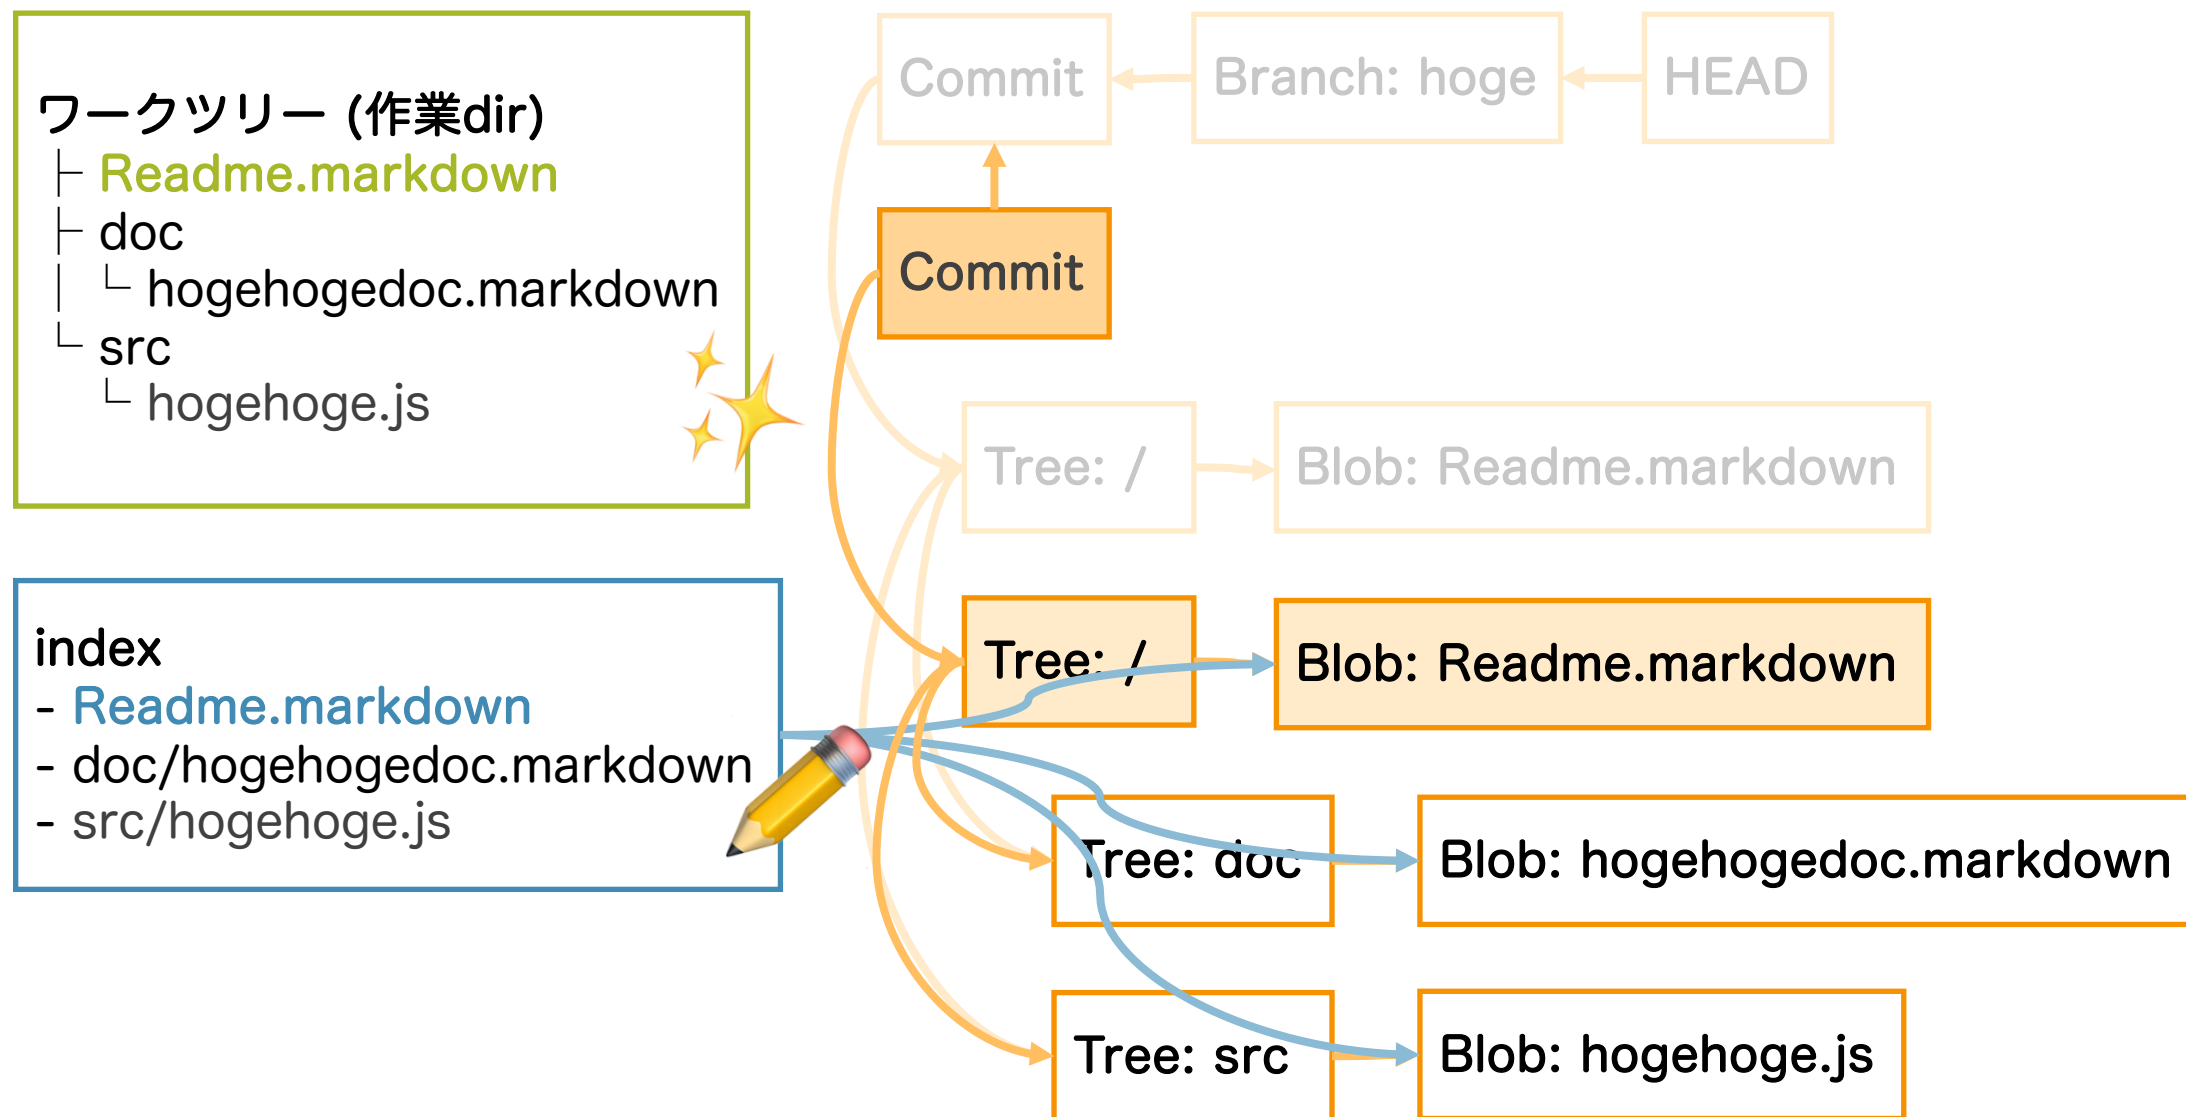 ワークツリー (作業dir)
├ Readme.markdown
├ doc
│ └ hogehogedoc.markdown
└ src
└ hogehoge.js
index
- Readme.markdown
- doc/hogehogedoc.markdown
- src/hogehoge.js
Commit
Branch: hoge
HEAD
Commit
Tree: /
Blob: Readme.markdown
Tree: /
Blob: Readme.markdown
Tree: doc
Blob: hogehogedoc.markdown
Tree: src
Blob: hogehoge.js